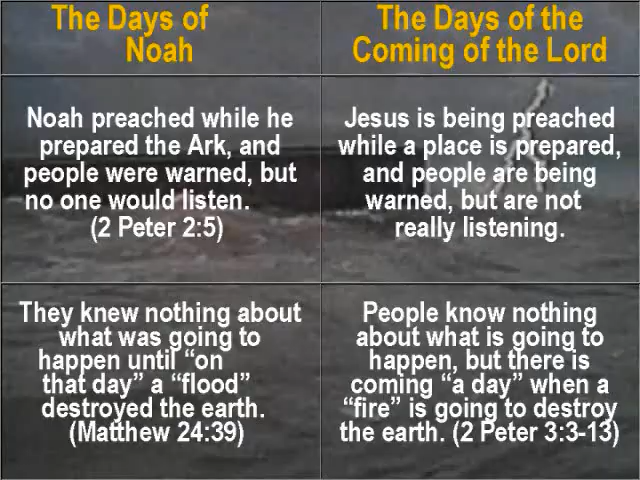 The Days of
Noah
The Days of the
Coming of the Lord
Noah preached while he
prepared the Ark, and
people were warned, but
no one would listen.
(2 Peter 2:5)
Jesus is being preached
while a place is prepared,
and people are being
warned, but are not
really listening.
They knew nothing about
what was going to
happen until “on
that day” a “flood”
destroyed the earth.
(Matthew 24:39)
People know nothing
about what is going to
happen, but there is
coming “a day” when a
“fire” is going to destroy
the earth. (2 Peter 3:3-13)